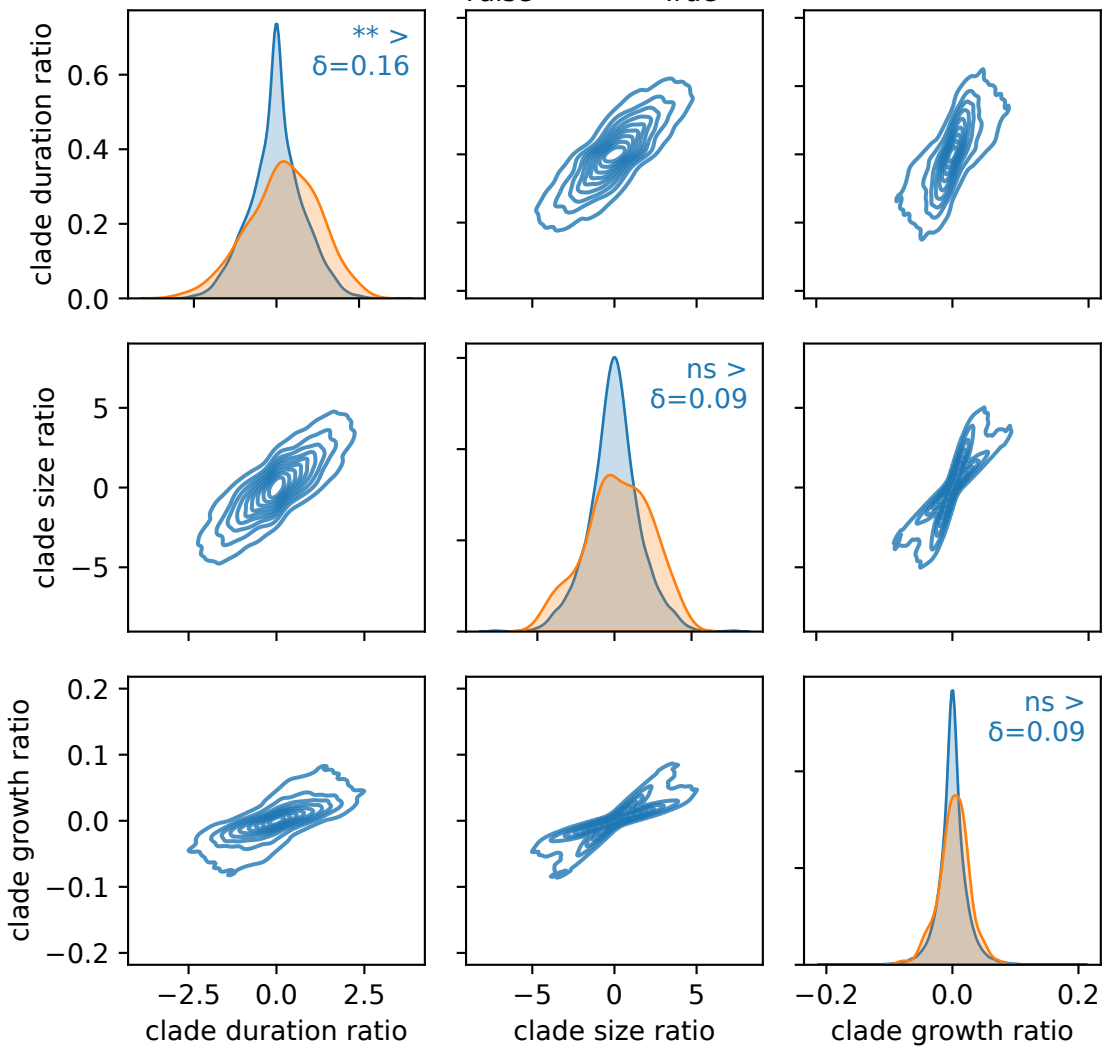 clade duration ratio
0.6
0.4
0.2
0.0
** >
δ=0.16
clade size ratio
5
0
−5
ns >
δ=0.09
clade growth ratio
0.2
0.1
0.0
−0.1
−0.2
ns >
δ=0.09
−2.5
0.0
2.5
−5
0
5
−0.2
0.0
0.2
clade duration ratio
clade size ratio
clade growth ratio